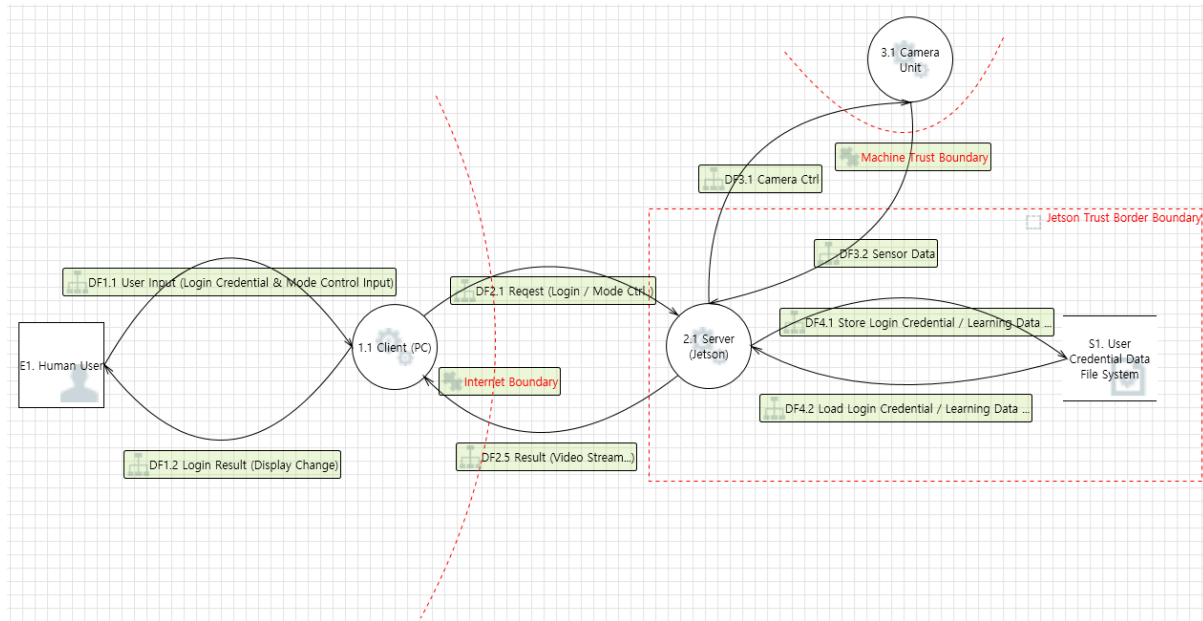 3.1 Camera
Unit
Machine Trust Boundary
DF3.1 Camera Ctrl
Jetson Trust Border Boundary
DF3.2 Sensor Data
DF1.1 User Input (Login Credential & Mode Control Input)
DF2.1 Reqest (Login / Mode Ctrl.)
DF4.1 Store Login Credential / Learning Data ...
E1. Human User
1.1 Client (PC)
2.1 Server
(Jetson)
S1. User
Credential Data
File System
Internet Boundary
DF4.2 Load Login Credential / Learning Data ...
DF1.2 Login Result (Display Change)
DF2.5 Result (Video Stream...)